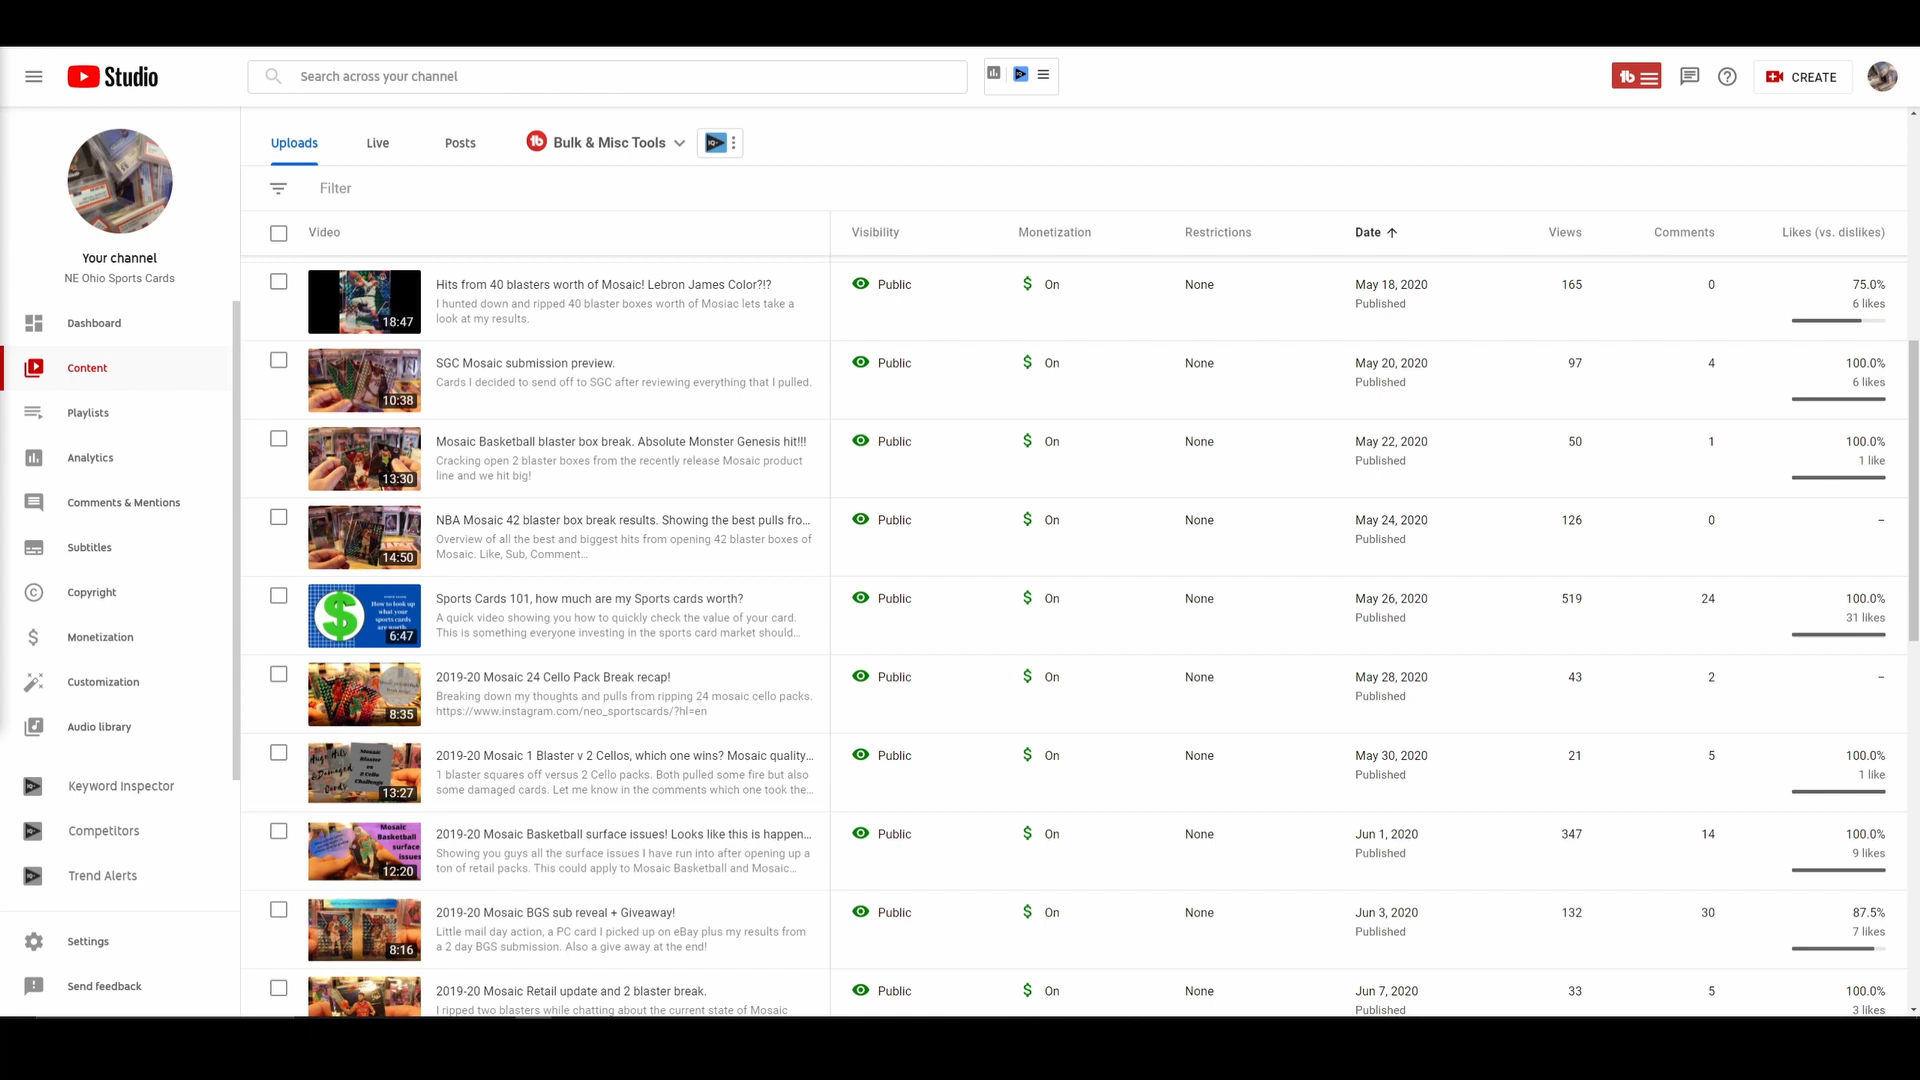 Studio
Search across your channel
CREATE
Your channel
NE Ohio Sports Cards
Dashboard
Content
Playlists
Analytics
Comments & Mentions
Subtitles
Copyright
Monetization
Customization
Audio library
Keyword Inspector
Competitors
Trend Alerts
Settings
Send feedback
Uploads Live Posts Bulk & Misc Tools
Filter
Video Visibility Monetization Restrictions Date Views Comments Likes (vs. dislikes)
Hits from 40 blasters worth of Mosaic! Lebron James Color?!? Public On None May 18, 2020 165 0 75.0%
I hunted down and ripped 40 blaster boxes worth of Mosiac lets take a Published 6 likes
look at my results.
18:47
SGC Mosaic submission preview. Public On None May 20, 2020 97 4 100.0%
Cards I decided to send off to SGC after reviewing everything that I pulled. Published 6 likes
10:38
Mosaic Basketball blaster box break. Absolute Monster Genesis hit!!! Public On None May 22, 2020 50 1 100.0%
Cracking open 2 blaster boxes from the recently release Mosaic product Published 1 like
line and we hit big!
13:30
NBA Mosaic 42 blaster box break results. Showing the best pulls fro... Public On None May 24, 2020 126 0 –
Overview of all the best and biggest hits from opening 42 blaster boxes of Published
Mosaic. Like, Sub, Comment...
14:50
Sports Cards 101, how much are my Sports cards worth? Public On None May 26, 2020 519 24 100.0%
A quick video showing you how to quickly check the value of your card. Published 31 likes
This is something everyone investing in the sports card market should...
How to look up
what your
sports cards
are worth
6:47
2019-20 Mosaic 24 Cello Pack Break recap! Public On None May 28, 2020 43 2 –
Breaking down my thoughts and pulls from ripping 24 mosaic cello packs. Published
https://www.instagram.com/neo_sportscards/?hl=en
8:35
2019-20 Mosaic 1 Blaster v 2 Cellos, which one wins? Mosaic quality... Public On None May 30, 2020 21 5 100.0%
1 blaster squares off versus 2 Cello packs. Both pulled some fire but also Published 1 like
some damaged cards. Let me know in the comments which one took the...
Huge Hits
& Damaged
Cards
Mosaic
Blaster
vs
2 Cello
Challenge
13:27
2019-20 Mosaic Basketball surface issues! Looks like this is happen... Public On None Jun 1, 2020 347 14 100.0%
Showing you guys all the surface issues I have run into after opening up a Published 9 likes
ton of retail packs. This could apply to Mosaic Basketball and Mosaic...
Mosaic
Basketball
surface
issues
12:20
2019-20 Mosaic BGS sub reveal + Giveaway! Public On None Jun 3, 2020 132 30 87.5%
Little mail day action, a PC card I picked up on eBay plus my results from Published 7 likes
a 2 day BGS submission. Also a give away at the end!
8:16
2019-20 Mosaic Retail update and 2 blaster break. Public On None Jun 7, 2020 33 5 100.0%
I ripped two blasters while chatting about the current state of Mosaic Published 3 likes